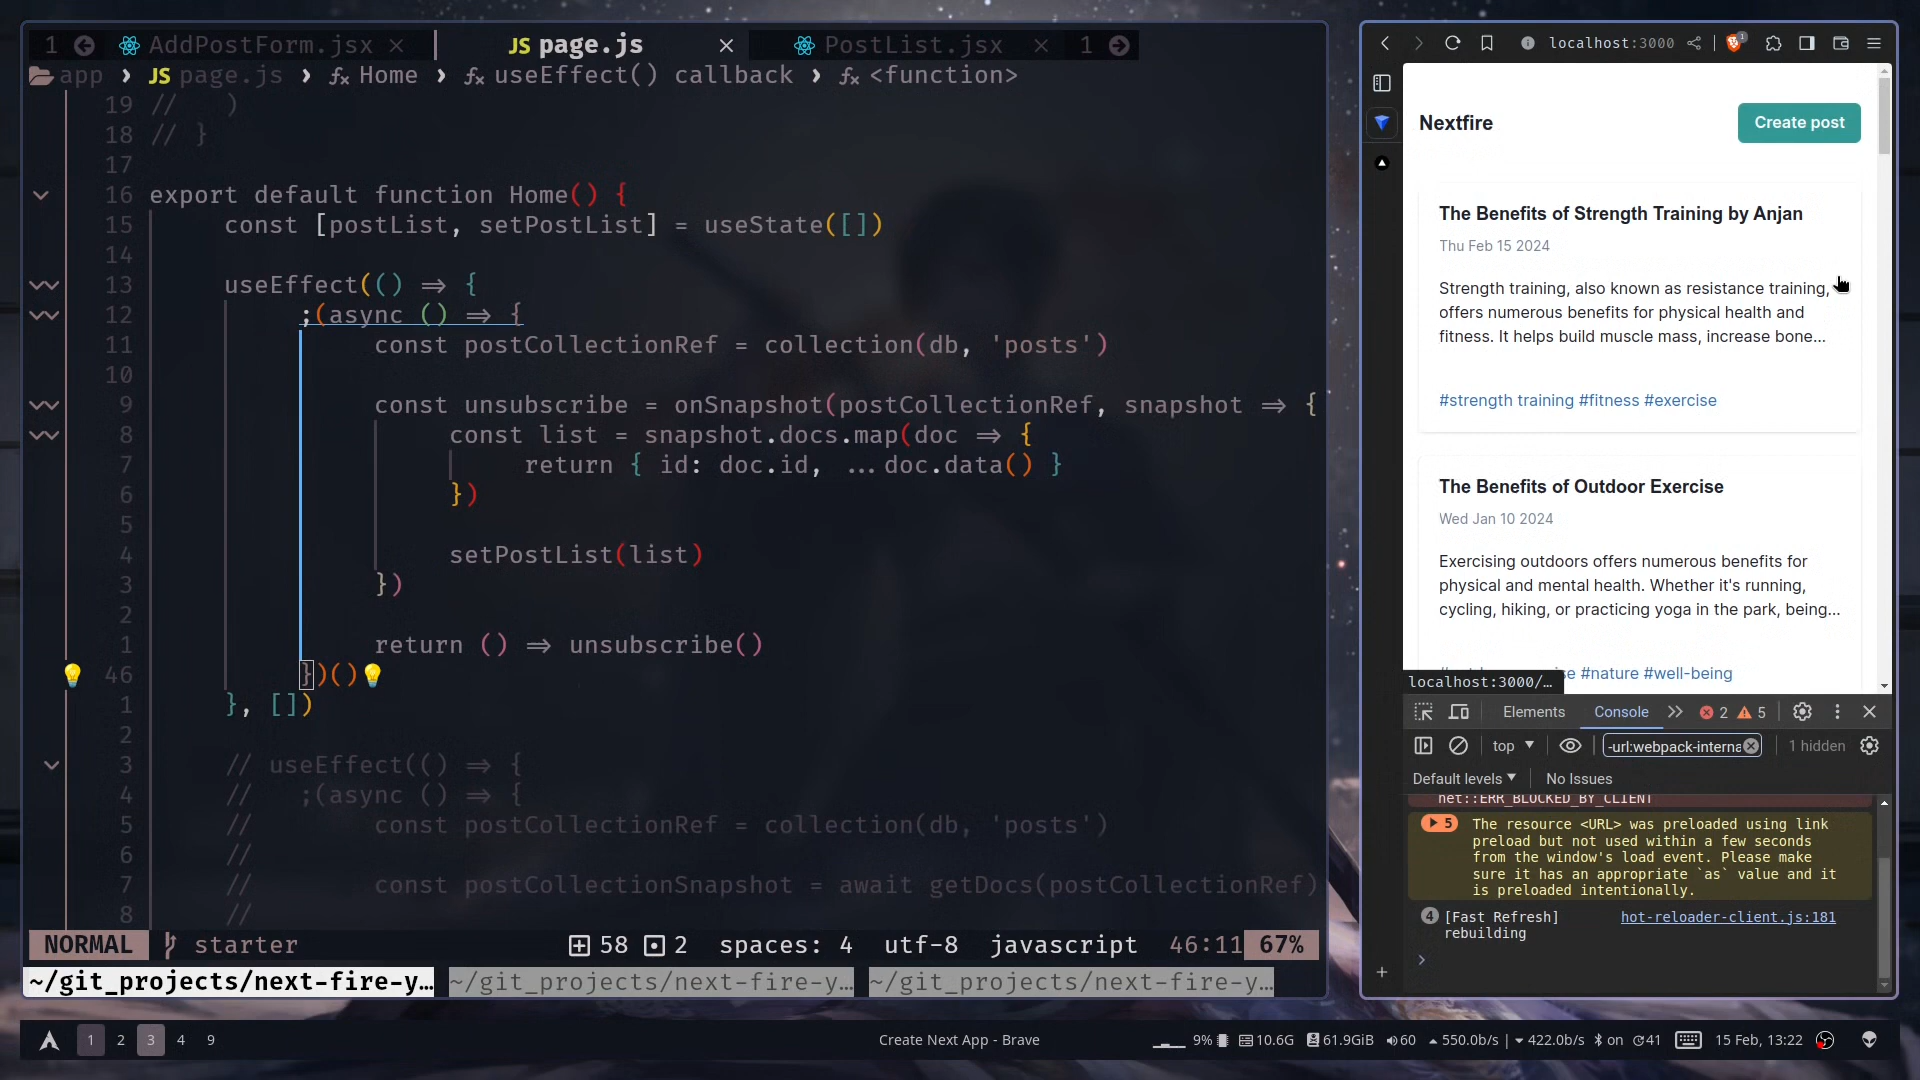 1 AddPostForm.jsx × JS page.js × PostList.jsx × 1
app › JS page.js › fx Home › fx useEffect() callback › fx <function>
19 //     )
18 // }
17
16 export default function Home() {
15 const [postList, setPostList] = useState([])
14
13 useEffect(() ⇒ {
12 ;(async () ⇒ {
11 const postCollectionRef = collection(db, 'posts')
10
9 const unsubscribe = onSnapshot(postCollectionRef, snapshot ⇒ {
8 const list = snapshot.docs.map(doc ⇒ {
7 return { id: doc.id, ...doc.data() }
6 })
5
4 setPostList(list)
3 })
2
1 return () ⇒ unsubscribe()
46 })()
1 }, [])
2
3 // useEffect(() ⇒ {
4 //     ;(async () ⇒ {
5 //         const postCollectionRef = collection(db, 'posts')
6 //
7 //         const postCollectionSnapshot = await getDocs(postCollectionRef)
8 //
NORMAL starter 58 2 spaces: 4 utf-8 javascript 46:11 67%
~/git_projects/next-fire-y… ~/git_projects/next-fire-y… ~/git_projects/next-fire-y…
localhost:3000 1
Nextfire
Create post
The Benefits of Strength Training by Anjan
Thu Feb 15 2024
Strength training, also known as resistance training,
offers numerous benefits for physical health and
fitness. It helps build muscle mass, increase bone...
#strength training #fitness #exercise
The Benefits of Outdoor Exercise
Wed Jan 10 2024
Exercising outdoors offers numerous benefits for
physical and mental health. Whether it's running,
cycling, hiking, or practicing yoga in the park, being...
#nature #well-being
localhost:3000/…
Elements Console » 2 5
top ▼ -url:webpack-interna 1 hidden
Default levels ▼ No Issues
net::ERR_BLOCKED_BY_CLIENT
5 The resource <URL> was preloaded using link
preload but not used within a few seconds
from the window's load event. Please make
sure it has an appropriate `as` value and it
is preloaded intentionally.
4 [Fast Refresh] hot-reloader-client.js:181
rebuilding
›
+
1 2 3 4 9 Create Next App - Brave 9% 10.6G 61.9GiB 60 550.0b/s | 422.0b/s on 41 15 Feb, 13:22